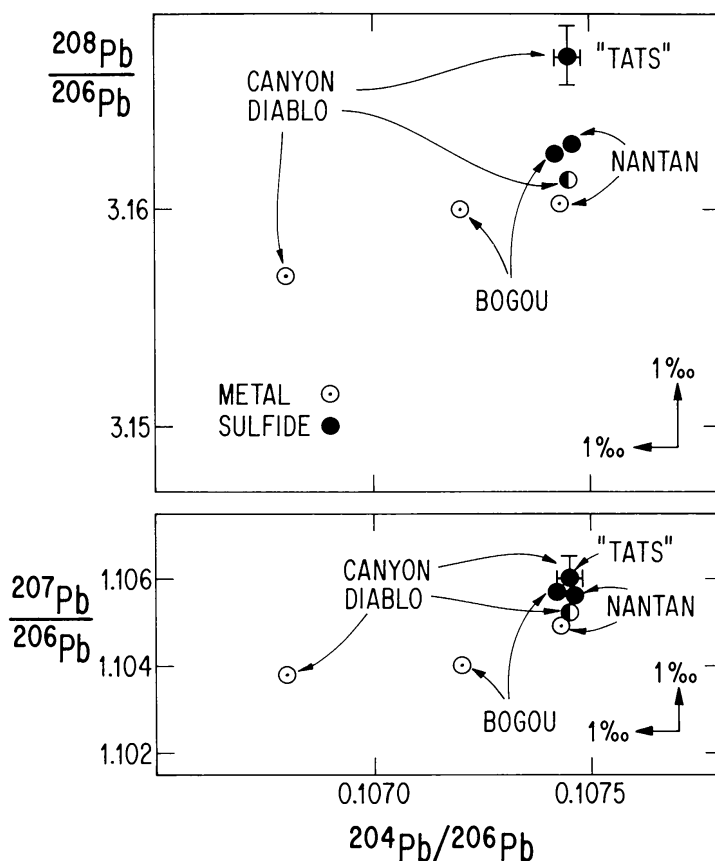 208Pb
206Pb
CANYON
DIABLO
"TATS"
NANTAN
3.16
BOGOU
METAL
SULFIDE
1‰
1‰
3.15
207Pb
206Pb
1.106
1.104
1.102
CANYON
DIABLO
"TATS"
NANTAN
BOGOU
1‰
1‰
0.1070
0.1075
204Pb/206Pb